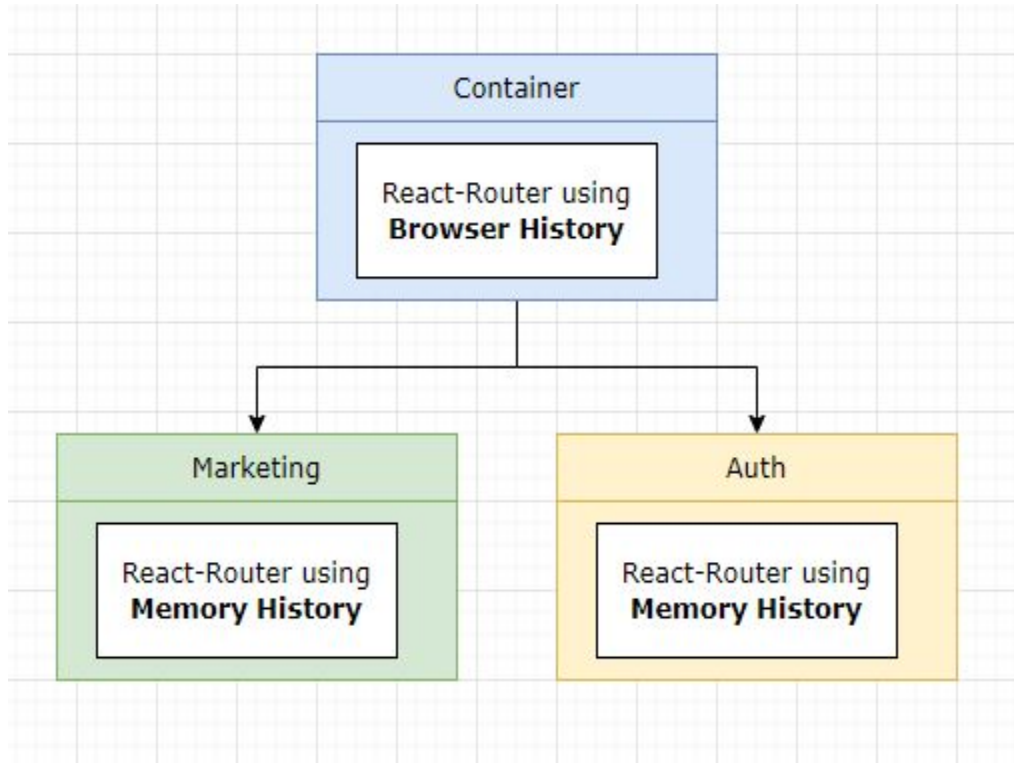 Container
React-Router using
Browser History
Marketing
React-Router using
Memory History
Auth
React-Router using
Memory History